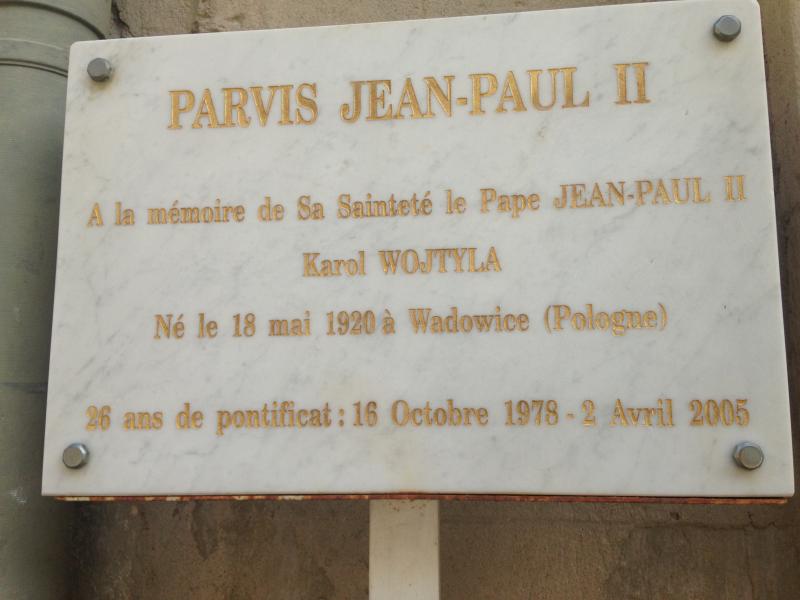 PARVIS JEAN-PAUL II
A la mémoire de Sa Sainteté le Pape JEAN-PAUL II
Karol WOJTYLA
Né le 18 mai 1920 à Wadowice (Pologne)
26 ans de pontificat : 16 Octobre 1978 - 2 Avril 2005